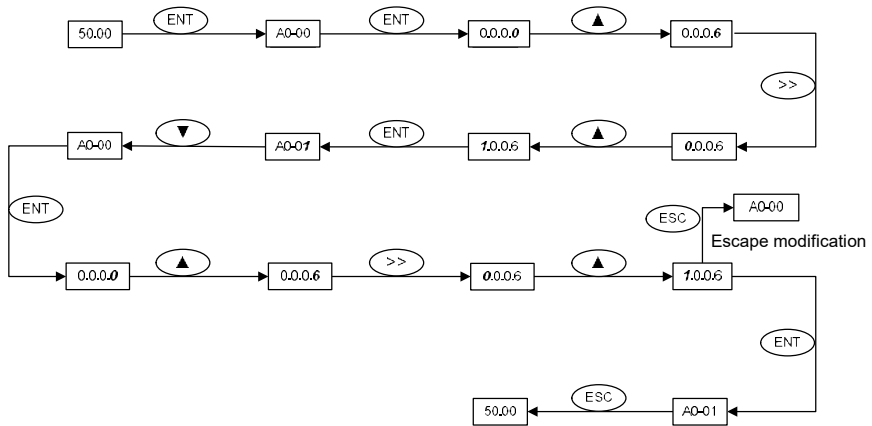 50.00 ENT A0-00 ENT 0.0.0.0 ▲ 0.0.0.6
>>
A0-00 ▼ A0-01 ENT 1.0.0.6 ▲ 0.0.0.6
ENT
ESC A0-00
Escape modification
0.0.0.0 ▲ 0.0.0.6 >> 0.0.0.6 ▲ 1.0.0.6
ENT
50.00 ESC A0-01